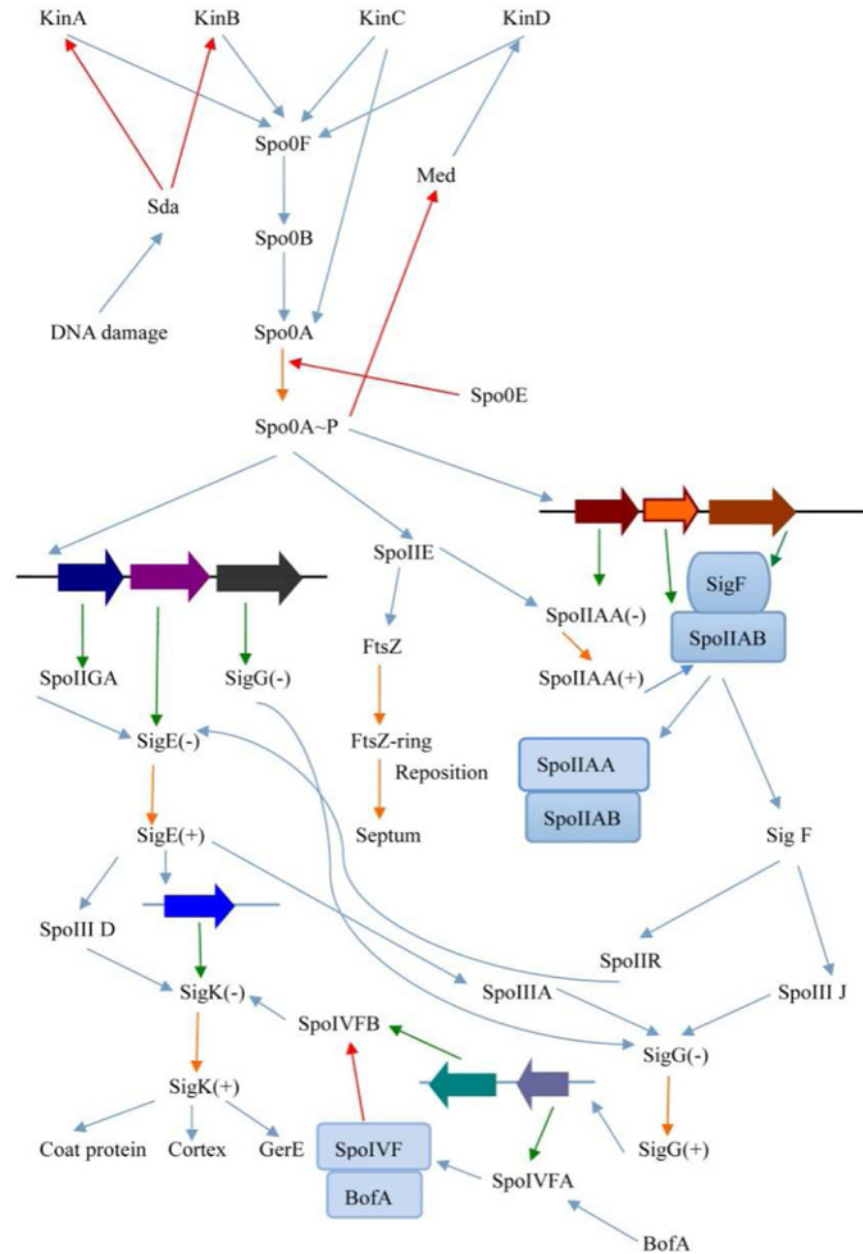 KinA KinB KinC KinD
Spo0F
Med
Sda
Spo0B
DNA damage
Spo0A
Spo0E
Spo0A~P
SpoIIE
SigF
SpoIIAA(-)
SpoIIAB
FtsZ
SpoIIGA
SigG(-)
SpoIIAA(+)
SigE(-)
FtsZ-ring
Reposition
SpoIIAA
SpoIIAB
SigE(+)
Septum
Sig F
SpoIII D
SpoIIR
SigK(-)
SpoIIIA
SpoIII J
SpoIVFB
SigG(-)
SigK(+)
Coat protein
Cortex
GerE
SpoIVF
SigG(+)
SpoIVFA
BofA
BofA